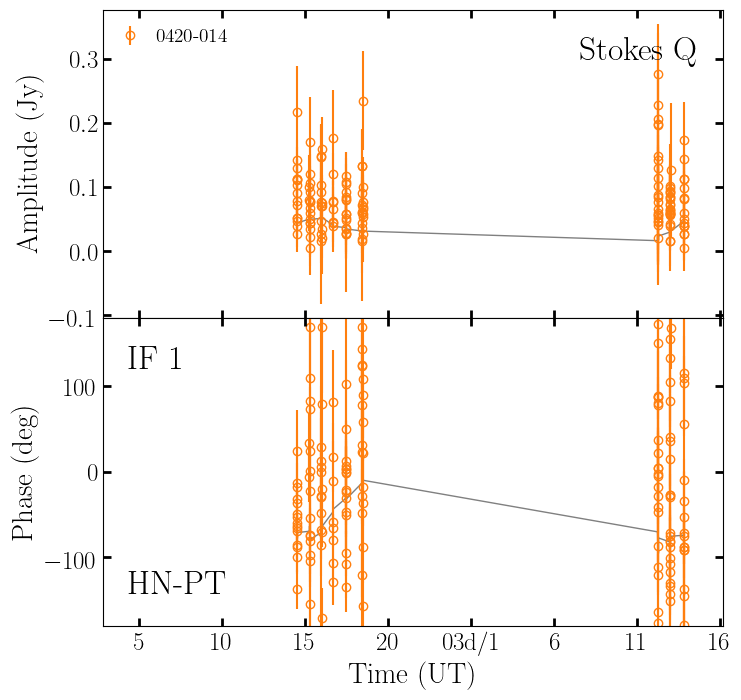 0420-014
Stokes Q
Amplitude (Jy)
0.3
0.2
0.1
0.0
−0.1
IF 1
Phase (deg)
100
0
−100
HN-PT
5 10 15 20 03d/1 6 11 16
Time (UT)